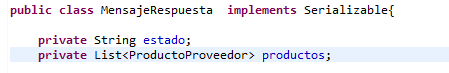 public class MensajeRespuesta  implements Serializable{
    private String estado;
    private List<ProductoProveedor> productos;